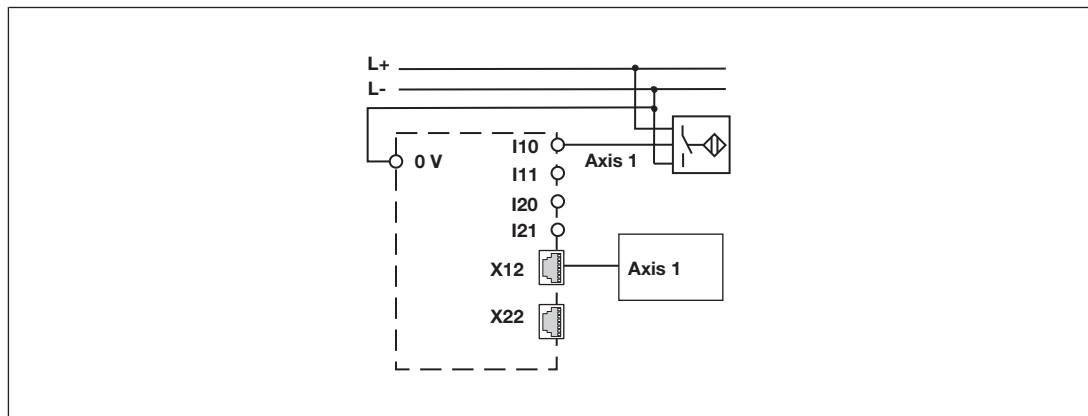 L+
L-
0 V
I10
Axis 1
I11
I20
I21
X12
Axis 1
X22